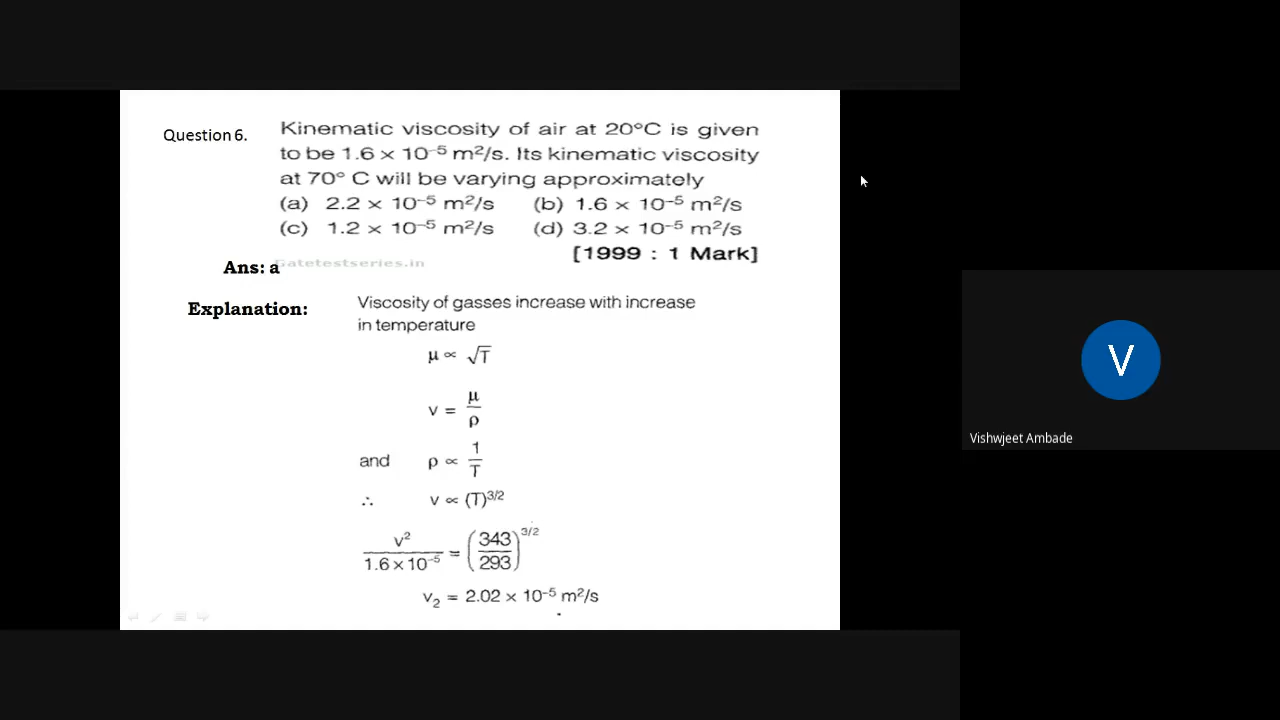 Question 6.
Kinematic viscosity of air at 20°C is given
to be 1.6 × 10⁻⁵ m²/s. Its kinematic viscosity
at 70° C will be varying approximately
(a) 2.2 × 10⁻⁵ m²/s (b) 1.6 × 10⁻⁵ m²/s
(c) 1.2 × 10⁻⁵ m²/s (d) 3.2 × 10⁻⁵ m²/s
[1999 : 1 Mark]
Ans: a
Gatetestseries.in
Explanation:
Viscosity of gasses increase with increase
in temperature
μ ∝ √T
v = μ/ρ
and ρ ∝ 1/T
∴ v ∝ (T)³/²
v²/1.6 × 10⁻⁵ = (343/293)³/²
v₂ = 2.02 × 10⁻⁵ m²/s
V
Vishwjeet Ambade